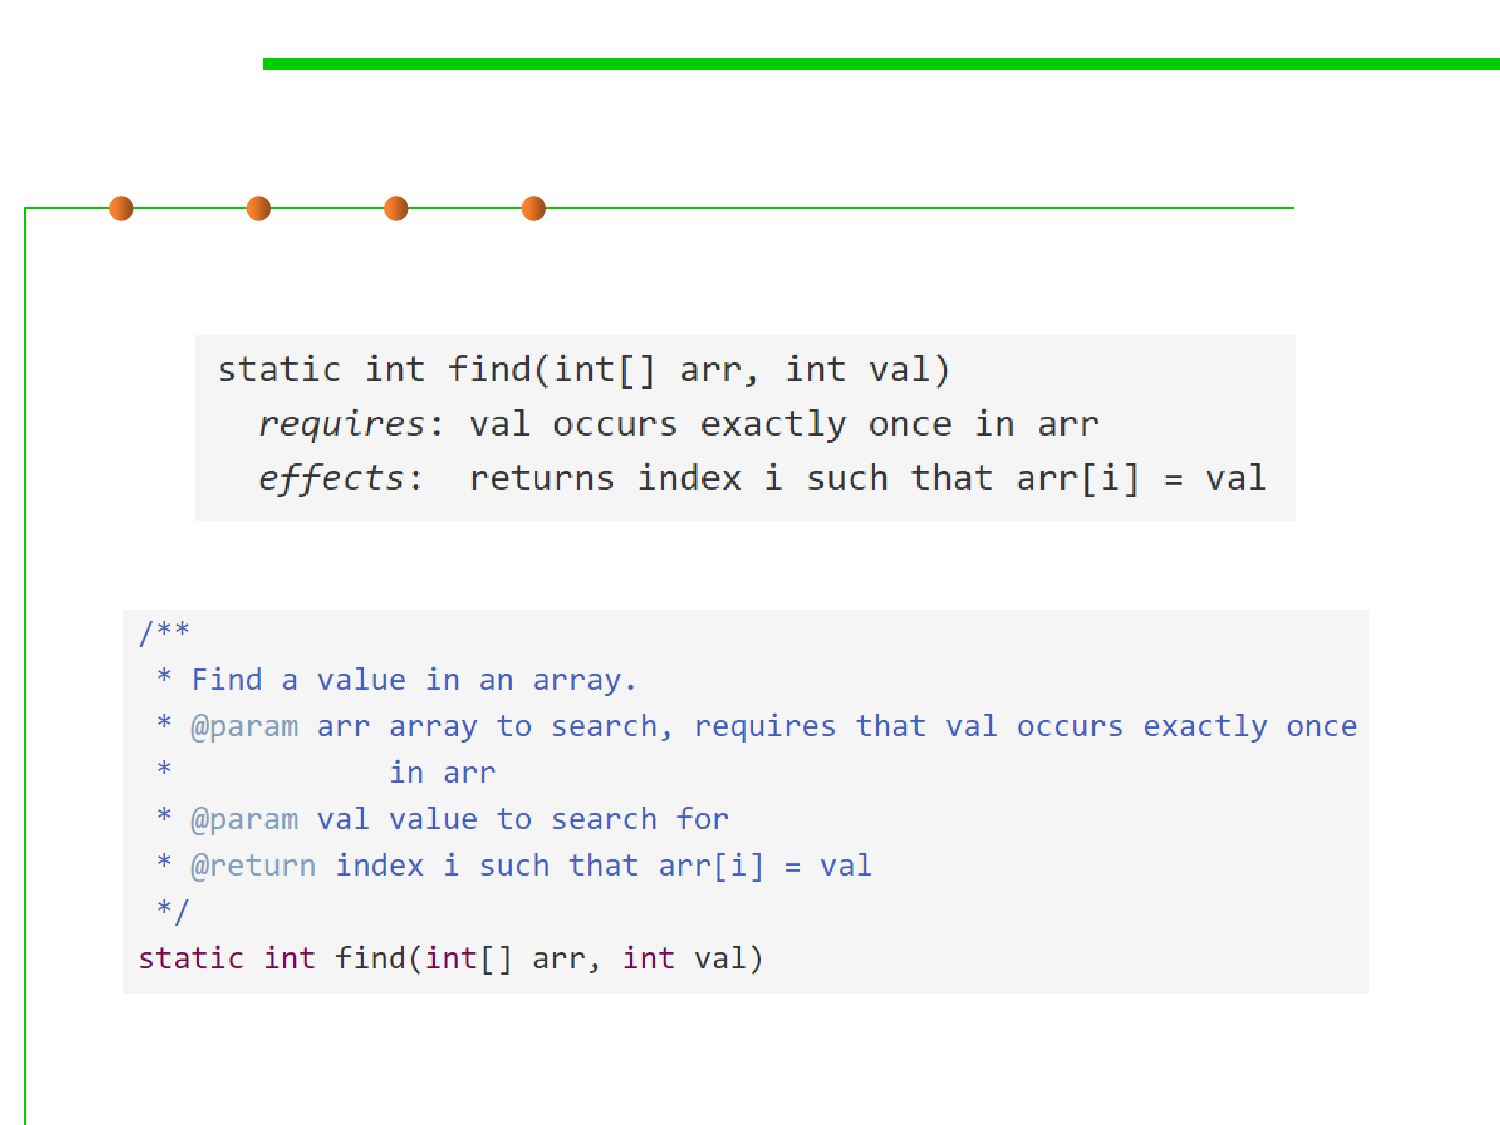 static int find(int[] arr, int val)
requires: val occurs exactly once in arr
effects: returns index i such that arr[i] = val
/**
* Find a value in an array.
* @param arr array to search, requires that val occurs exactly once
* in arr
* @param val value to search for
* @return index i such that arr[i] = val
*/
static int find(int[] arr, int val)